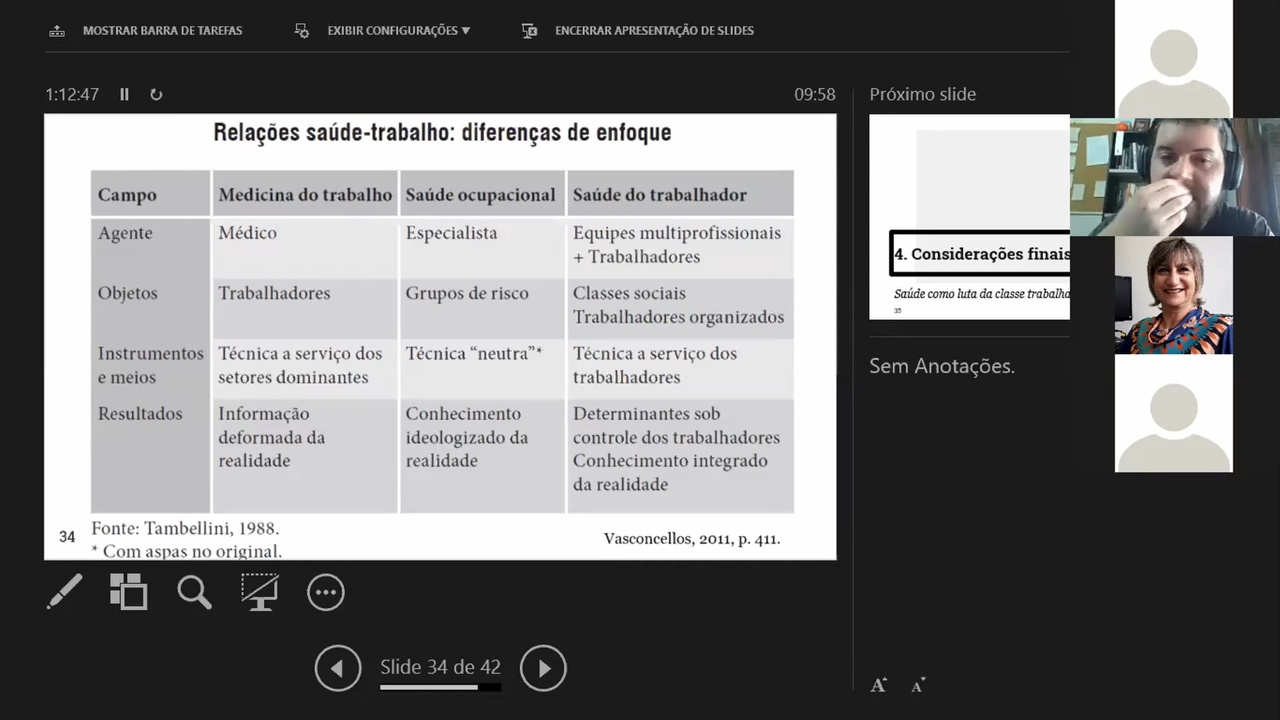 MOSTRAR BARRA DE TAREFAS EXIBIR CONFIGURAÇÕES ▼ ENCERRAR APRESENTAÇÃO DE SLIDES
1:12:47 09:58 Próximo slide
Relações saúde-trabalho: diferenças de enfoque
Campo Medicina do trabalho Saúde ocupacional Saúde do trabalhador
Agente Médico Especialista Equipes multiprofissionais
+ Trabalhadores
Objetos Trabalhadores Grupos de risco Classes sociais
Trabalhadores organizados
Instrumentos Técnica a serviço dos Técnica “neutra”* Técnica a serviço dos
e meios setores dominantes trabalhadores
Resultados Informação Conhecimento Determinantes sob
deformada da ideologizado da controle dos trabalhadores
realidade realidade Conhecimento integrado
da realidade
34 Fonte: Tambellini, 1988.
* Com aspas no original.
Vasconcellos, 2011, p. 411.
4. Considerações finais
Saúde como luta da classe trabalha
35
Sem Anotações.
Slide 34 de 42
A A